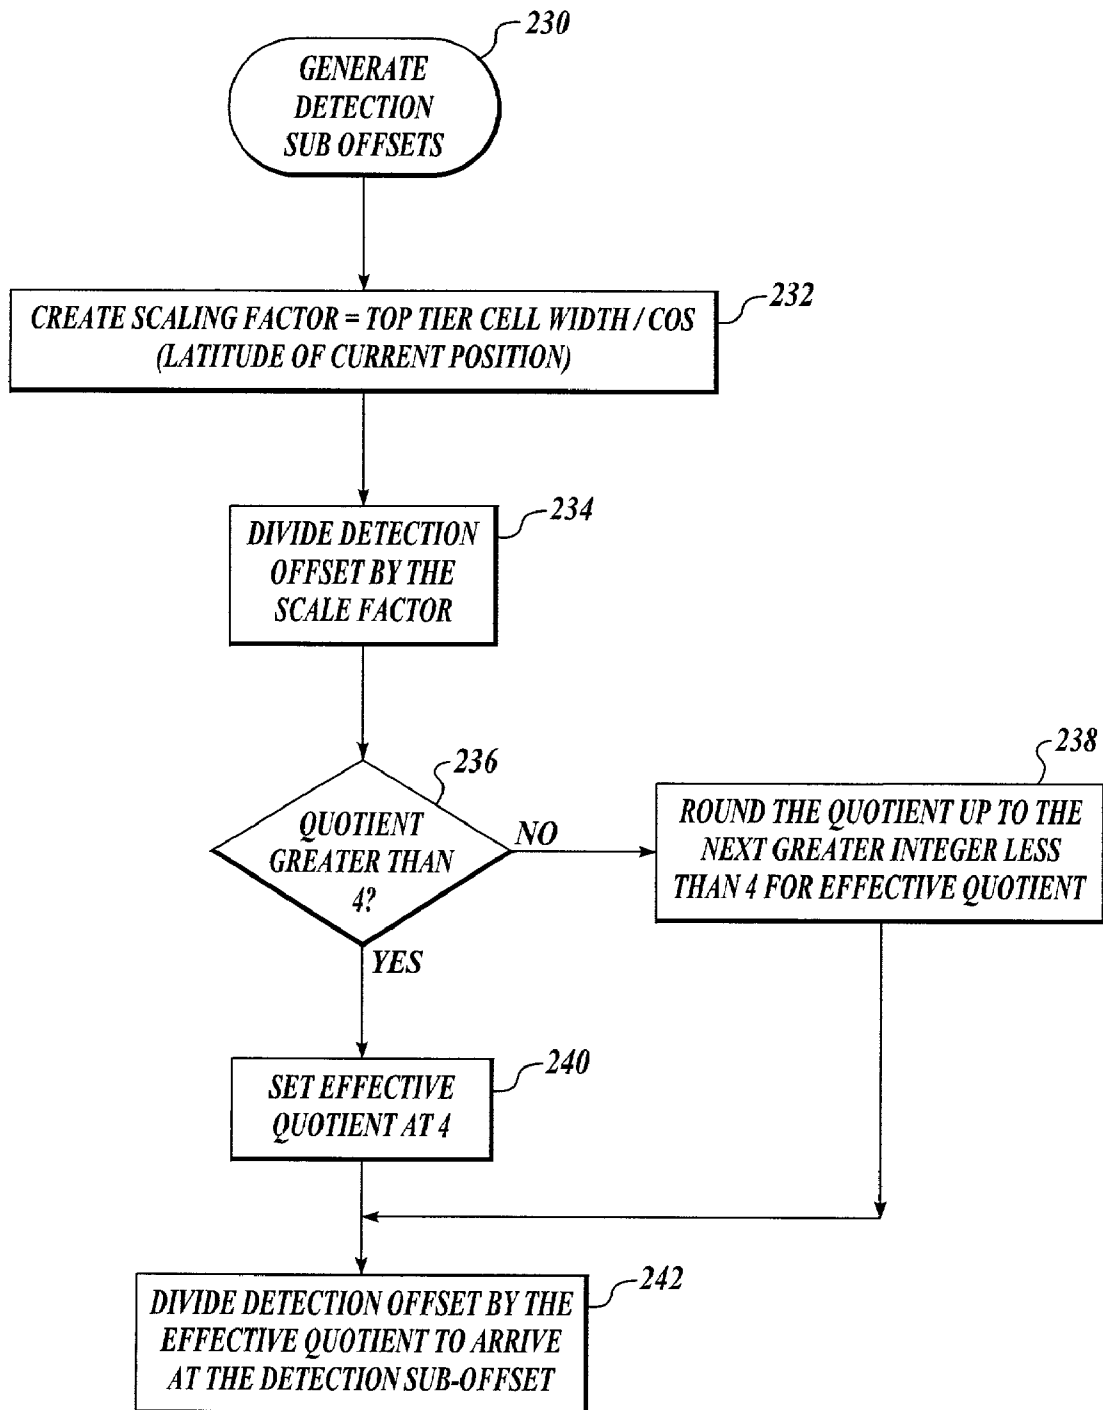 230
GENERATE
DETECTION
SUB OFFSETS
232
CREATE SCALING FACTOR = TOP TIER CELL WIDTH / COS
(LATITUDE OF CURRENT POSITION)
234
DIVIDE DETECTION
OFFSET BY THE
SCALE FACTOR
236
QUOTIENT
GREATER THAN
4?
NO
238
ROUND THE QUOTIENT UP TO THE
NEXT GREATER INTEGER LESS
THAN 4 FOR EFFECTIVE QUOTIENT
YES
240
SET EFFECTIVE
QUOTIENT AT 4
242
DIVIDE DETECTION OFFSET BY THE
EFFECTIVE QUOTIENT TO ARRIVE
AT THE DETECTION SUB-OFFSET